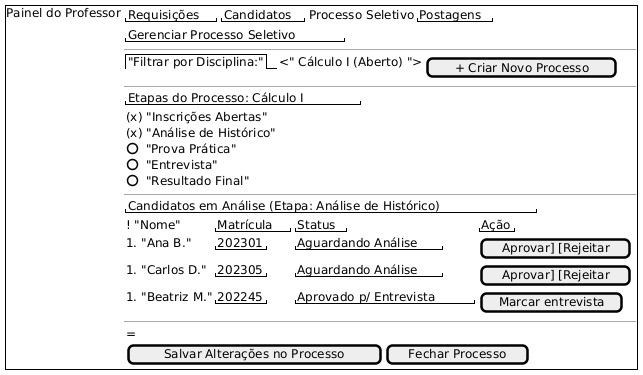 Painel do Professor Requisições Candidatos Processo Seletivo Postagens
Gerenciar Processo Seletivo
"Filtrar por Disciplina:" <" Cálculo I (Aberto) "> + Criar Novo Processo
Etapas do Processo: Cálculo I
(x) "Inscrições Abertas"
(x) "Análise de Histórico"
"Prova Prática"
"Entrevista"
"Resultado Final"
Candidatos em Análise (Etapa: Análise de Histórico)
! "Nome" Matrícula Status Ação
1. "Ana B." 202301 Aguardando Análise Aprovar] [Rejeitar
1. "Carlos D." 202305 Aguardando Análise Aprovar] [Rejeitar
1. "Beatriz M." 202245 Aprovado p/ Entrevista Marcar entrevista
=
Salvar Alterações no Processo Fechar Processo